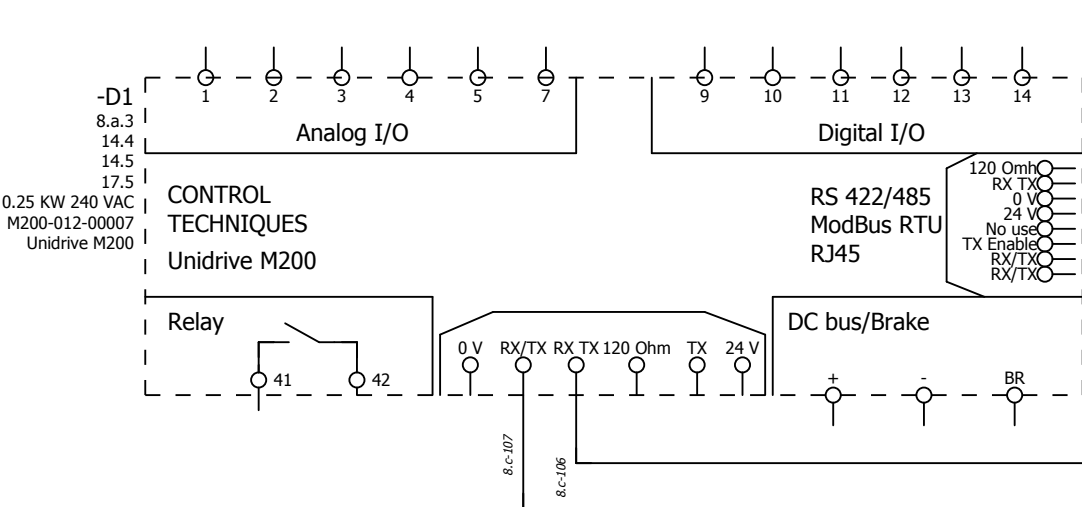 1 2 3 4 5 7 9 10 11 12 13 14
-D1
8.a.3
14.4
14.5
17.5
0.25 KW 240 VAC
M200-012-00007
Unidrive M200
Analog I/O
Digital I/O
CONTROL
TECHNIQUES
Unidrive M200
RS 422/485
ModBus RTU
RJ45
120 Omh
RX TX
0 V
24 V
No use
TX Enable
RX/TX
RX/TX
Relay
41 42
0 V RX/TX RX TX 120 Ohm TX 24 V
DC bus/Brake
+ - BR
8.c-107
8.c-106